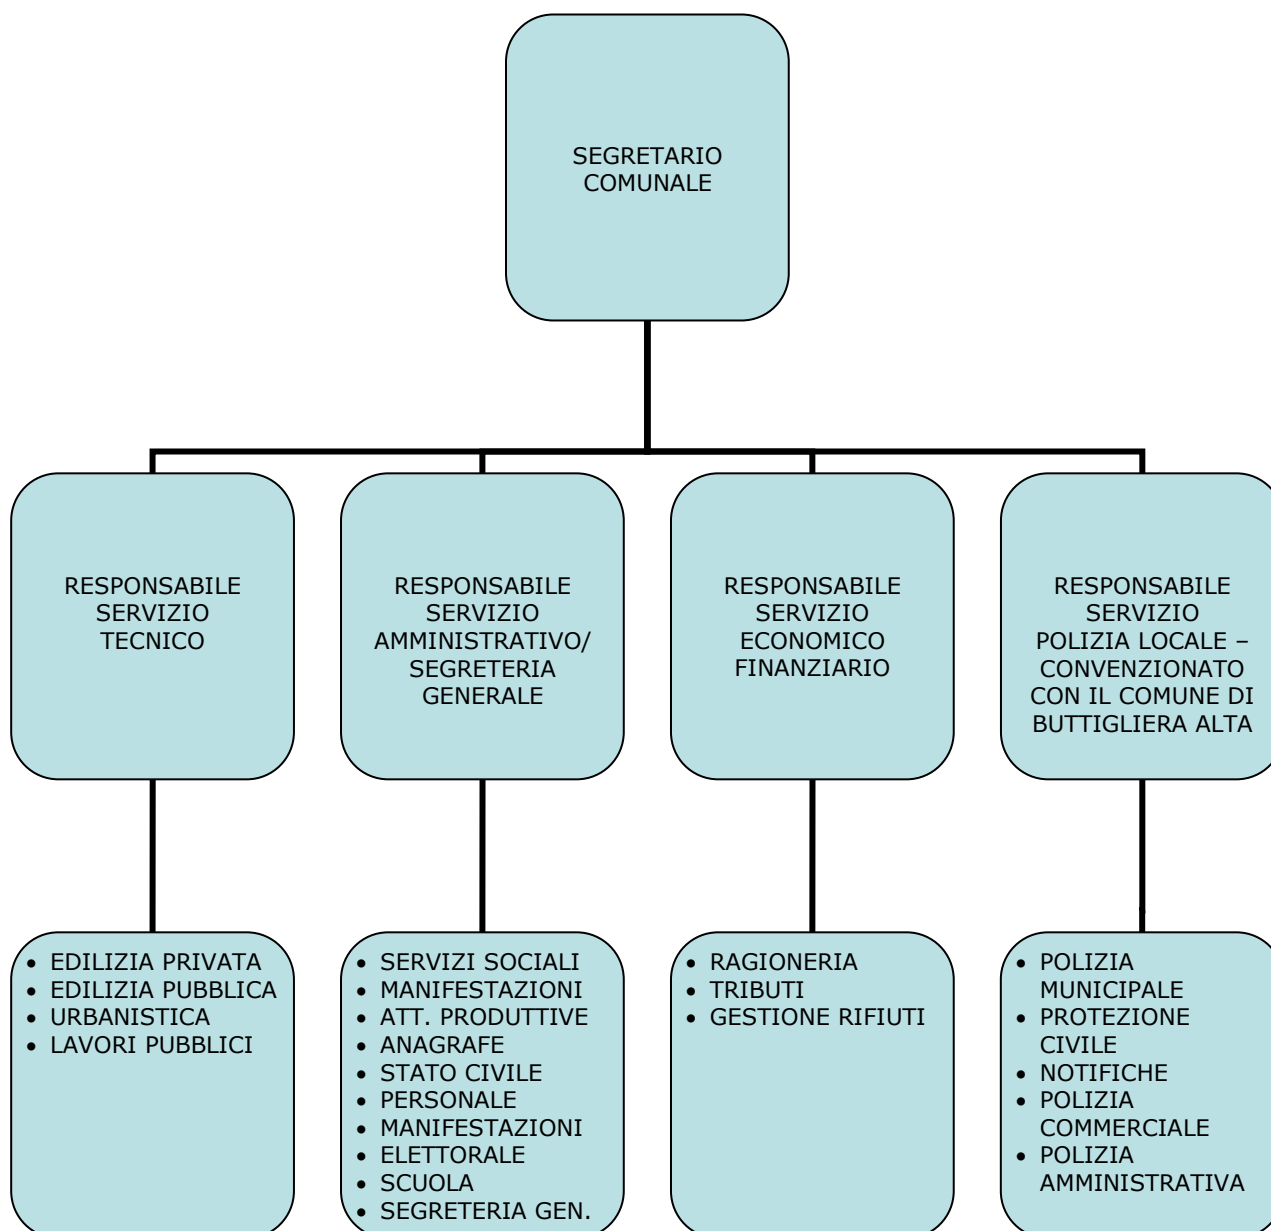 SEGRETARIO
COMUNALE
RESPONSABILE
SERVIZIO
TECNICO
RESPONSABILE
SERVIZIO
AMMINISTRATIVO/
SEGRETERIA
GENERALE
RESPONSABILE
SERVIZIO
ECONOMICO
FINANZIARIO
RESPONSABILE
SERVIZIO
POLIZIA LOCALE –
CONVENZIONATO
CON IL COMUNE DI
BUTTIGLIERA ALTA
• EDILIZIA PRIVATA
• EDILIZIA PUBBLICA
• URBANISTICA
• LAVORI PUBBLICI
• SERVIZI SOCIALI
• MANIFESTAZIONI
• ATT. PRODUTTIVE
• ANAGRAFE
• STATO CIVILE
• PERSONALE
• MANIFESTAZIONI
• ELETTORALE
• SCUOLA
• SEGRETERIA GEN.
• RAGIONERIA
• TRIBUTI
• GESTIONE RIFIUTI
• POLIZIA
MUNICIPALE
• PROTEZIONE
CIVILE
• NOTIFICHE
• POLIZIA
COMMERCIALE
• POLIZIA
AMMINISTRATIVA